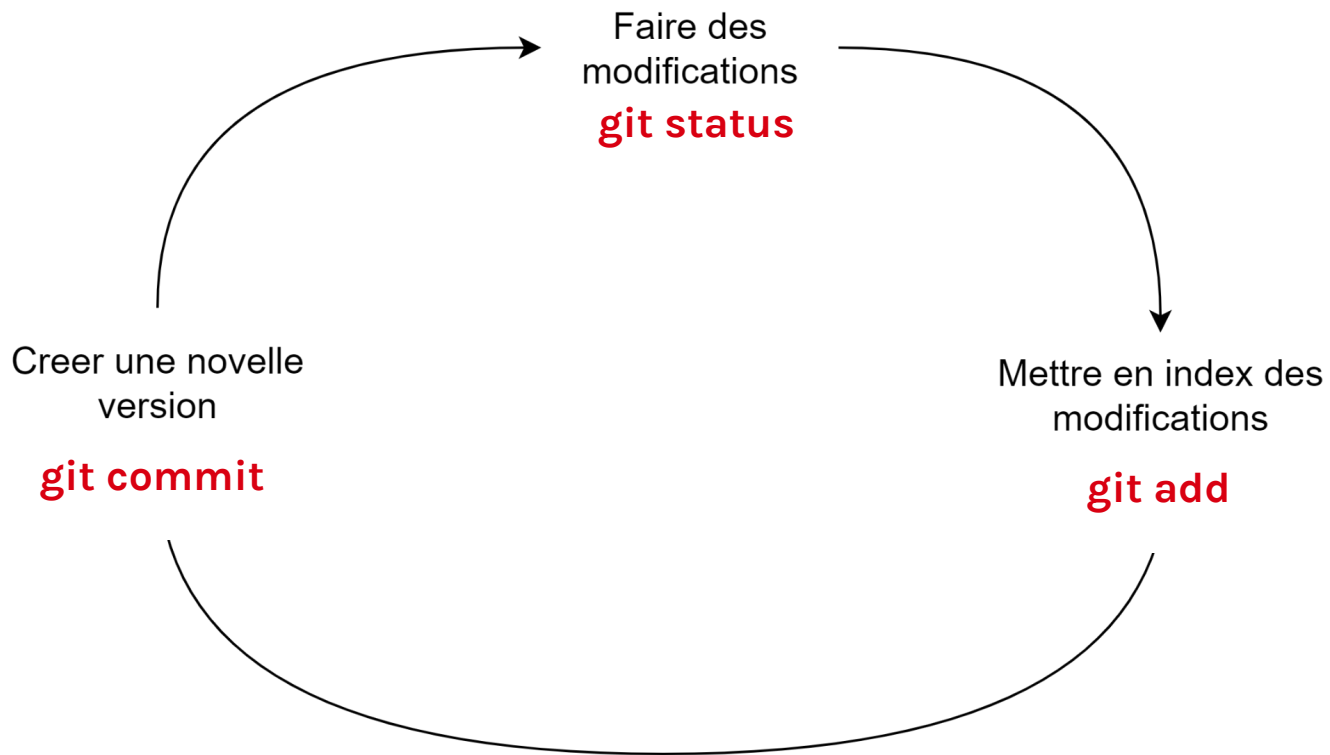 Faire des
modifications
git status
Creer une novelle
version
git commit
Mettre en index des
modifications
git add